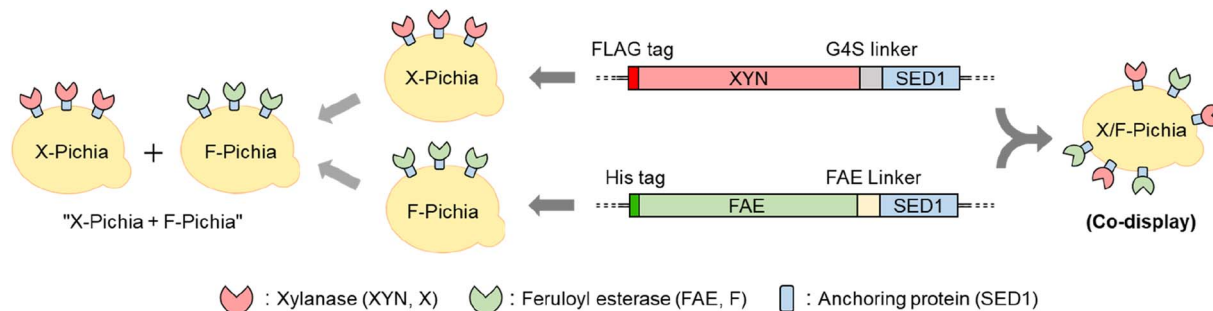 FLAG tag
G4S linker
XYN
SED1
X-Pichia
X-Pichia
+
F-Pichia
"X-Pichia + F-Pichia"
F-Pichia
His tag
FAE Linker
FAE
SED1
X/F-Pichia
(Co-display)
: Xylanase (XYN, X)
: Feruloyl esterase (FAE, F)
: Anchoring protein (SED1)